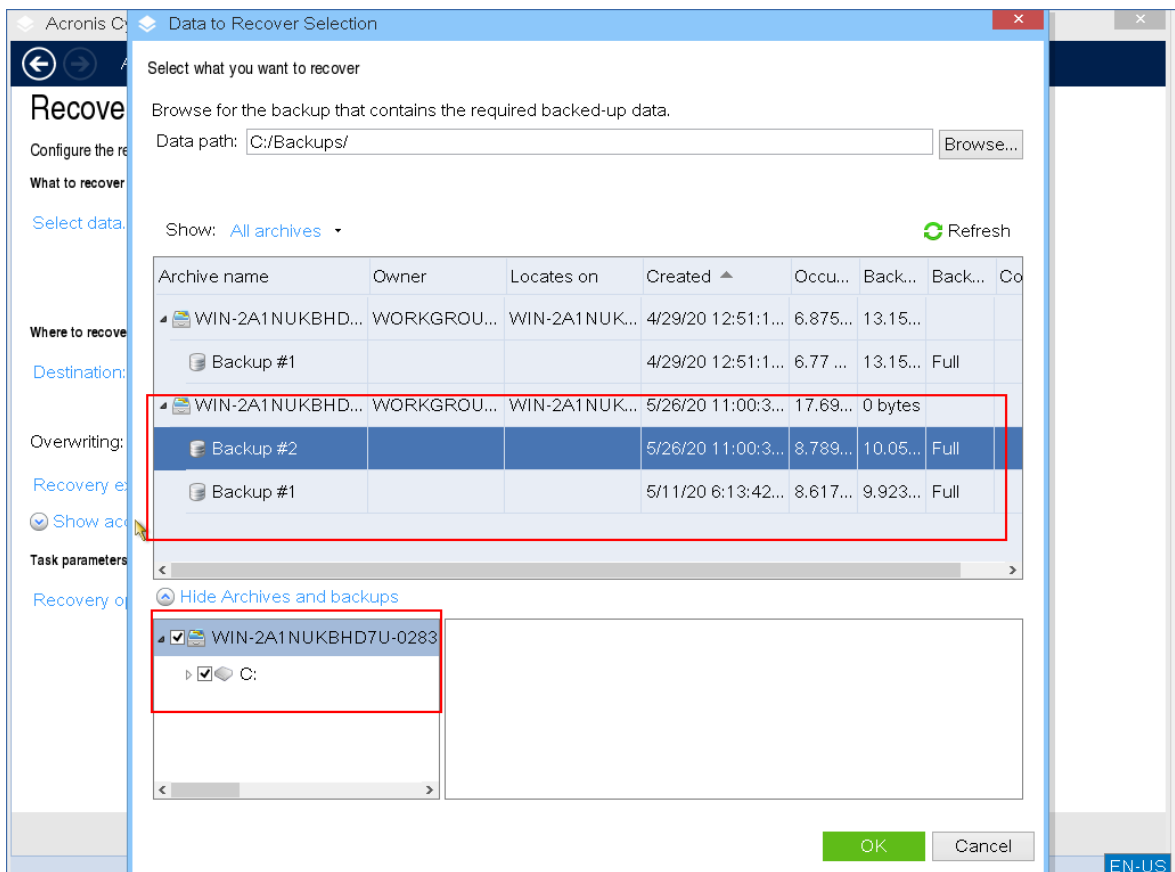 Acronis Cy
Data to Recover Selection
Select what you want to recover
Recove
Browse for the backup that contains the required backed-up data.
Configure the re
Data path: C:/Backups/ Browse...
What to recover
Select data.
Show: All archives Refresh
Archive name Owner Locates on Created Occu... Back... Back... Co
WIN-2A1NUKBHD... WORKGROU... WIN-2A1NUK... 4/29/20 12:51:1... 6.875... 13.15...
Where to recove
Backup #1 4/29/20 12:51:1... 6.77 ... 13.15... Full
Destination:
WIN-2A1NUKBHD... WORKGROU... WIN-2A1NUK... 5/26/20 11:00:3... 17.69... 0 bytes
Overwriting:
Backup #2 5/26/20 11:00:3... 8.789... 10.05... Full
Recovery ex
Backup #1 5/11/20 6:13:42... 8.617... 9.923... Full
Show acc
Task parameters
Recovery op
Hide Archives and backups
WIN-2A1NUKBHD7U-0283
C:
OK Cancel
EN-US